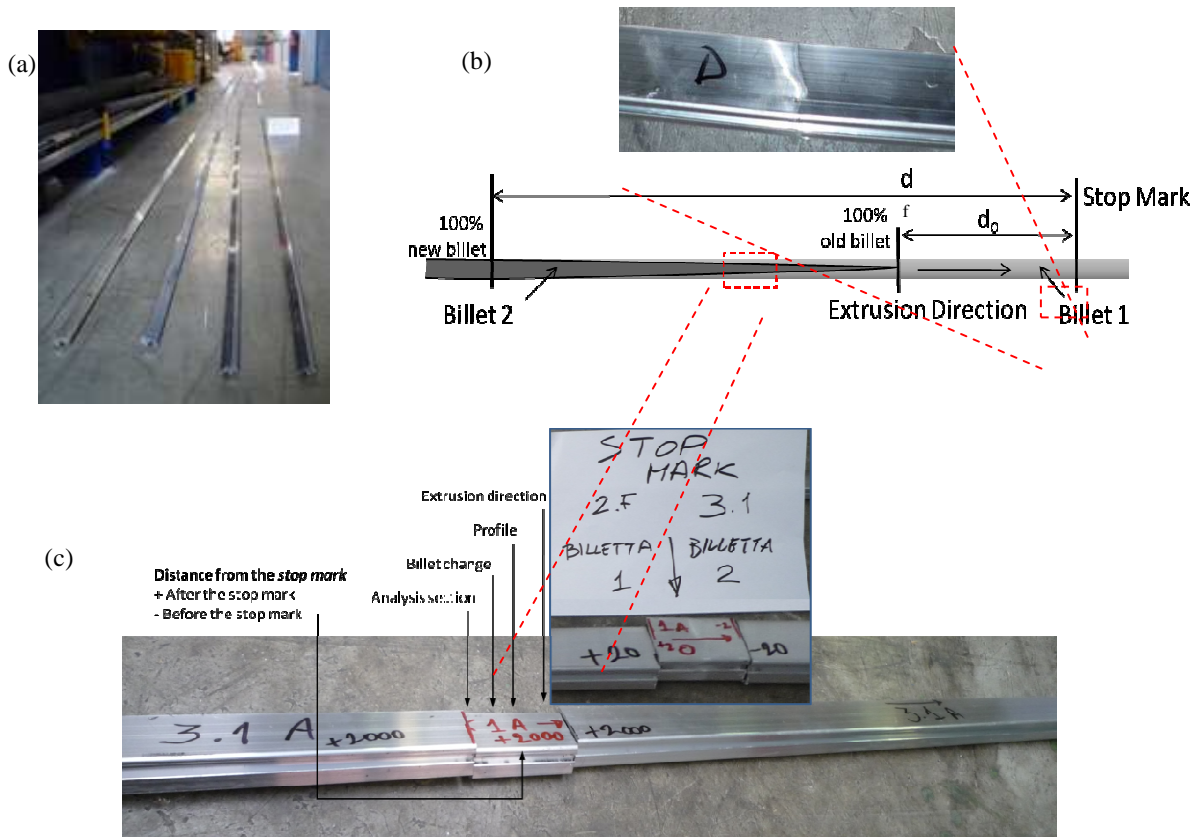 (a)
(b)
D
d
Stop Mark
100%
new billet
100%
old billet
f
d0
Billet 2
Extrusion Direction
Billet 1
STOP
MARK
2.F 3.1
BILLETTA BILLETTA
1 2
1A -2
+20
+20 -20
(c)
Extrusion direction
Profile
Billet change
Analysis section
Distance from the stop mark
+ After the stop mark
- Before the stop mark
3.1 A +2000
1 A
+2000
+2000
3.1 A